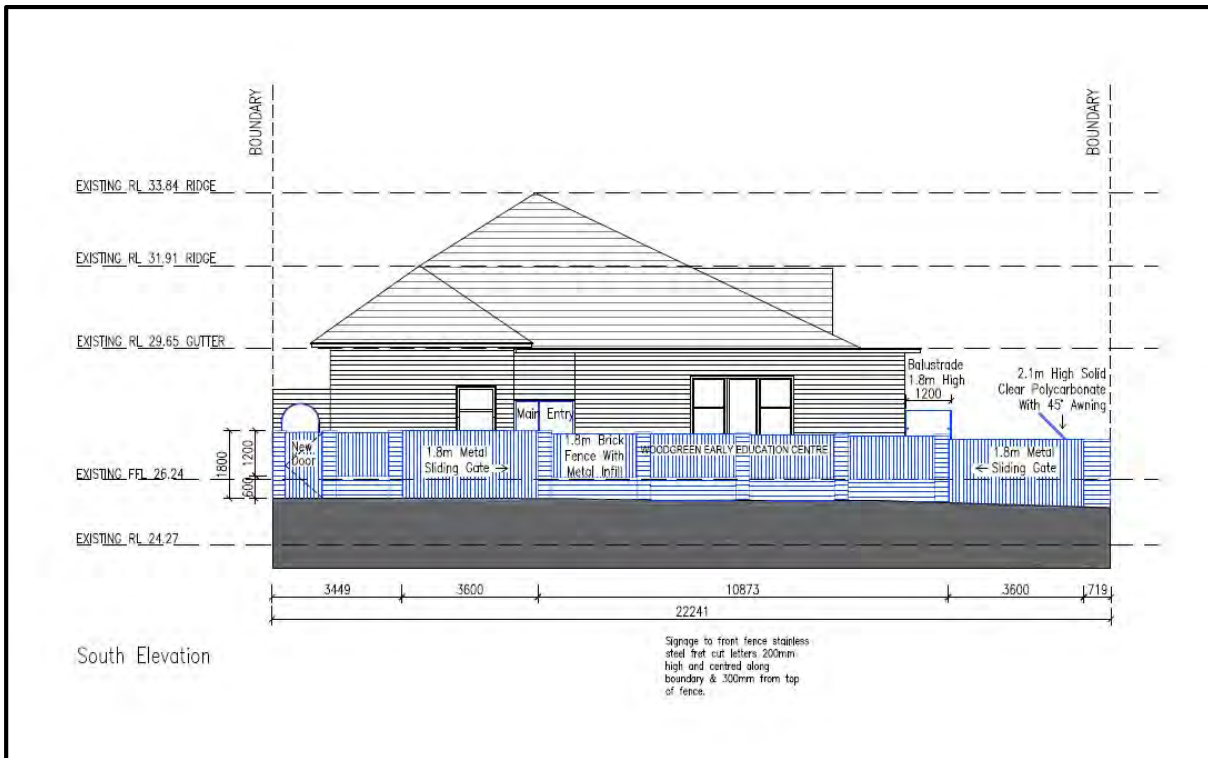 BOUNDARY
BOUNDARY
EXISTING RL 33.84 RIDGE
EXISTING RL 31.91 RIDGE
EXISTING RL 29.65 GUTTER
Balustrade
1.8m High
1200
2.1m High Solid
Clear Polycarbonate
With 45° Awning
Main Entry
New
Door
1.8m Metal
Sliding Gate
1.8m Brick
Fence With
Metal Infill
WOODGREEN EARLY EDUCATION CENTRE
1.8m Metal
Sliding Gate
1800
1200
600
EXISTING FFL 26.24
EXISTING RL 24.27
3449
3600
10873
3600
719
22241
South Elevation
Signage to front fence stainless
steel fret cut letters 200mm
high and centred along
boundary & 300mm from top
of fence.